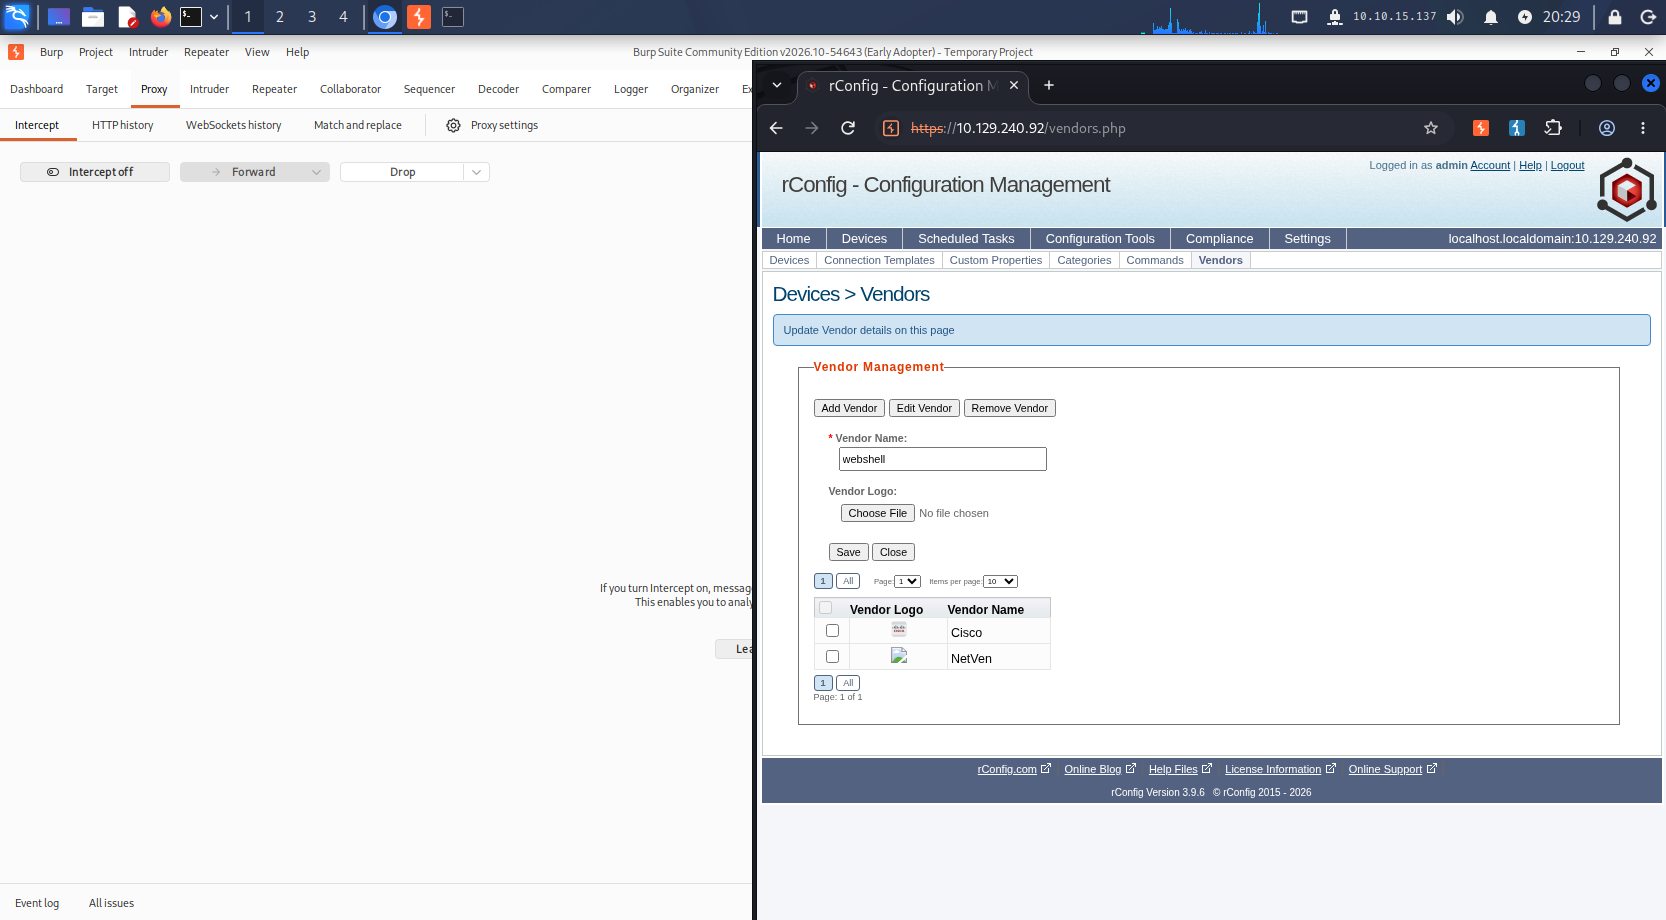 1 2 3 4 10.10.15.137 20:29
Burp Project Intruder Repeater View Help Burp Suite Community Edition v2026.10-54643 (Early Adopter) - Temporary Project
Dashboard Target Proxy Intruder Repeater Collaborator Sequencer Decoder Comparer Logger Organizer Ex
Intercept HTTP history WebSockets history Match and replace Proxy settings
Intercept off Forward Drop
If you turn Intercept on, messag
This enables you to analy
Lea
Event log All issues
rConfig - Configuration M
https://10.129.240.92/vendors.php
Logged in as admin Account | Help | Logout
rConfig - Configuration Management
Home Devices Scheduled Tasks Configuration Tools Compliance Settings localhost.localdomain:10.129.240.92
Devices Connection Templates Custom Properties Categories Commands Vendors
Devices > Vendors
Update Vendor details on this page
Vendor Management
Add Vendor Edit Vendor Remove Vendor
* Vendor Name:
webshell
Vendor Logo:
Choose File No file chosen
Save Close
1 All Page: 1 Items per page: 10
Vendor Logo Vendor Name
Cisco
NetVen
1 All
Page: 1 of 1
rConfig.com Online Blog Help Files License Information Online Support
rConfig Version 3.9.6 © rConfig 2015 - 2026